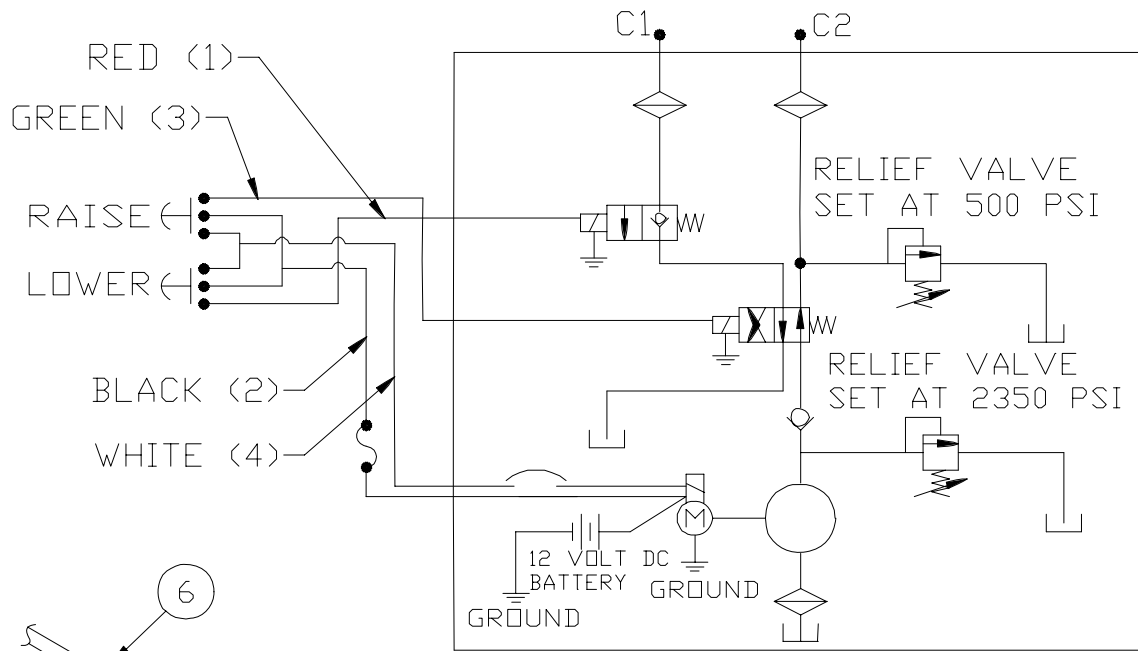 C1
C2
RED (1)
GREEN (3)
RELIEF VALVE
SET AT 500 PSI
RAISE
LOWER
RELIEF VALVE
SET AT 2350 PSI
BLACK (2)
WHITE (4)
M
12 VOLT DC
BATTERY
GROUND
GROUND
6